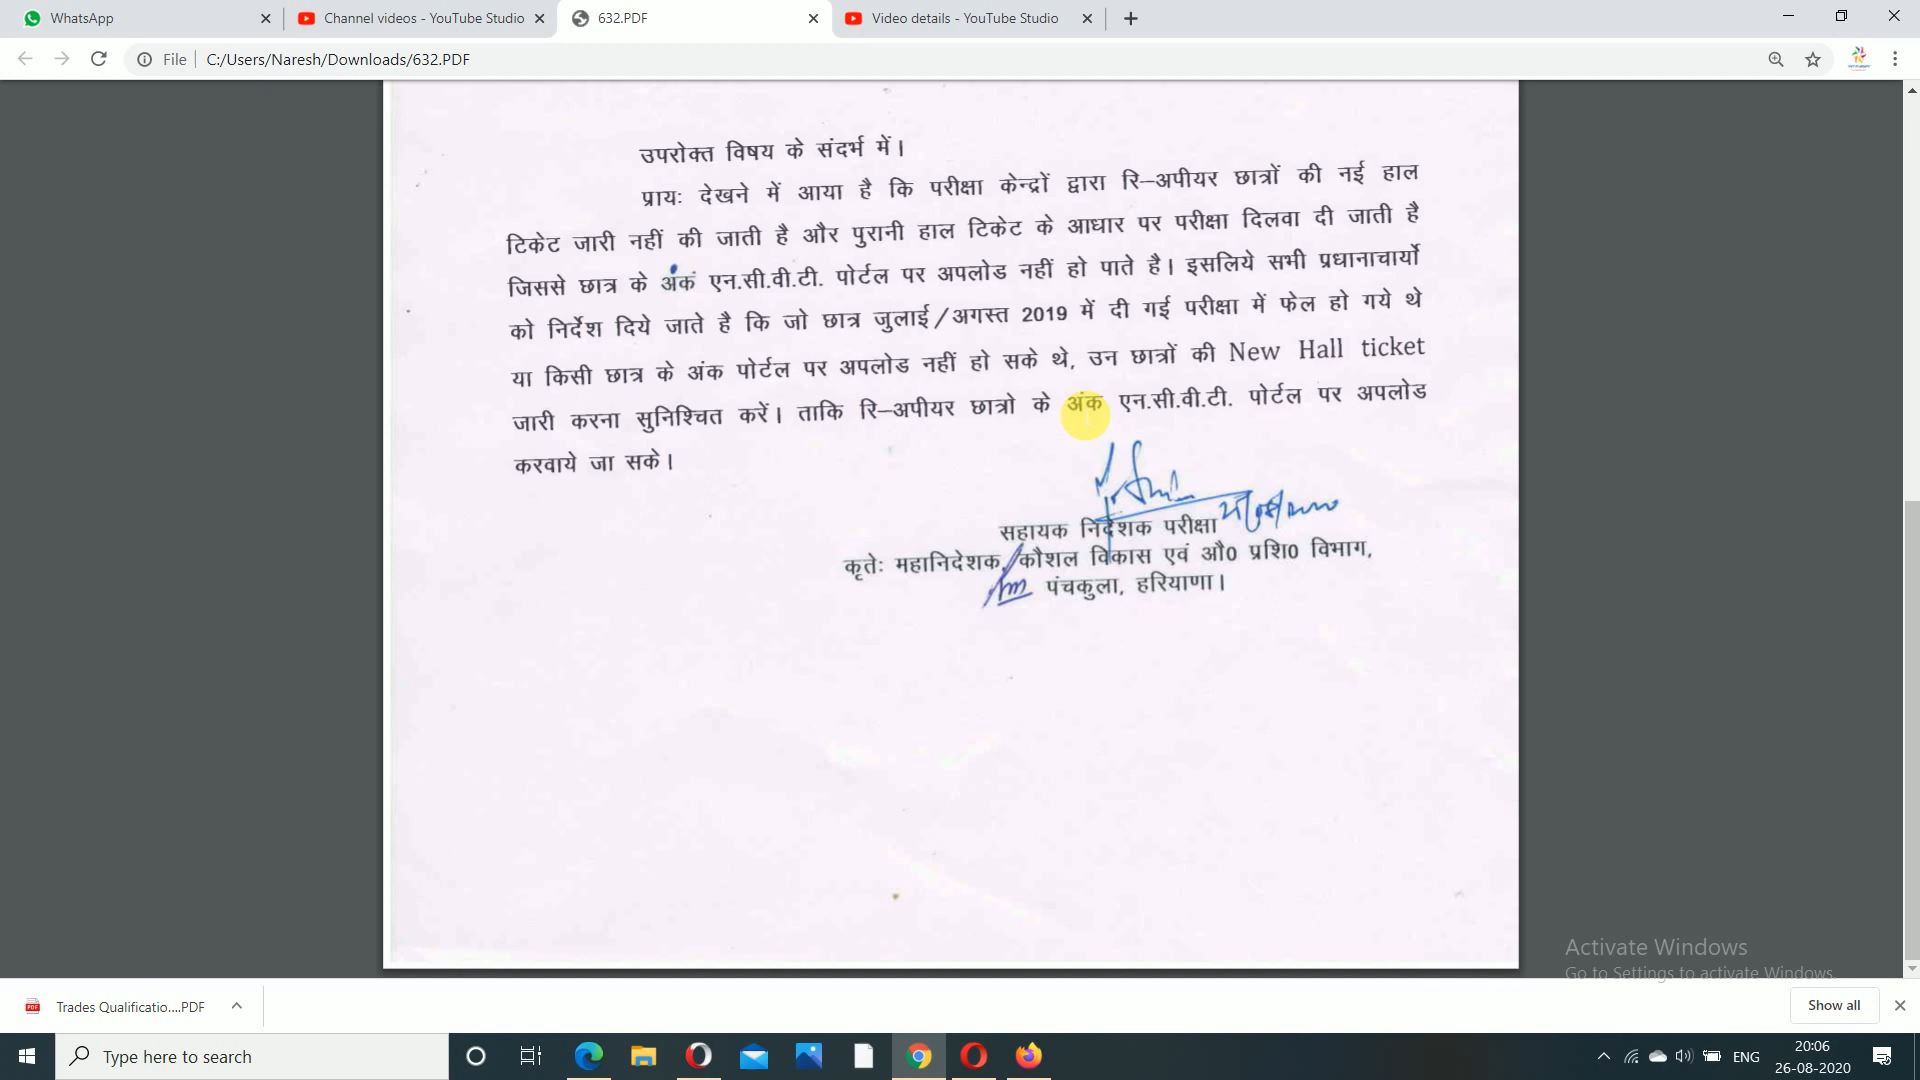 WhatsApp
Channel videos - YouTube Studio
632.PDF
Video details - YouTube Studio
File
C:/Users/Naresh/Downloads/632.PDF
उपरोक्त विषय के संदर्भ में।
प्रायः देखने में आया है कि परीक्षा केन्द्रों द्वारा रि–अपीयर छात्रों की नई हाल
टिकेट जारी नहीं की जाती है और पुरानी हाल टिकेट के आधार पर परीक्षा दिलवा दी जाती है
जिससे छात्र के अंक एन.सी.वी.टी. पोर्टल पर अपलोड नहीं हो पाते है। इसलिये सभी प्रधानाचार्यो
को निर्देश दिये जाते है कि जो छात्र जुलाई/अगस्त 2019 में दी गई परीक्षा में फेल हो गये थे
या किसी छात्र के अंक पोर्टल पर अपलोड नहीं हो सके थे, उन छात्रों की New Hall ticket
जारी करना सुनिश्चित करें। ताकि रि–अपीयर छात्रो के अंक एन.सी.वी.टी. पोर्टल पर अपलोड
करवाये जा सके।
सहायक निदेशक परीक्षा
कृतेः महानिदेशक, कौशल विकास एवं औ0 प्रशि0 विभाग,
पंचकुला, हरियाणा।
Activate Windows
Go to Settings to activate Windows.
Trades Qualificatio....PDF
Show all
Type here to search
ENG
20:06
26-08-2020